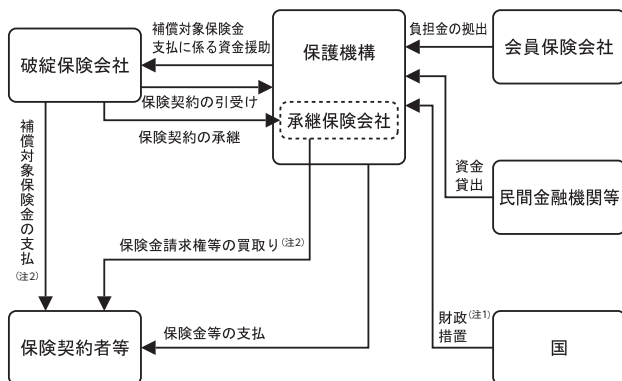 補償対象保険金
支払に係る資金援助
負担金の拠出
破綻保険会社
保護機構
会員保険会社
保険契約の引受け
承継保険会社
保険契約の承継
補償対象保険金の支払
(注2)
資金
貸出
民間金融機関等
保険金請求権等の買取り(注2)
財政(注1)
措置
保険契約者等
保険金等の支払
国